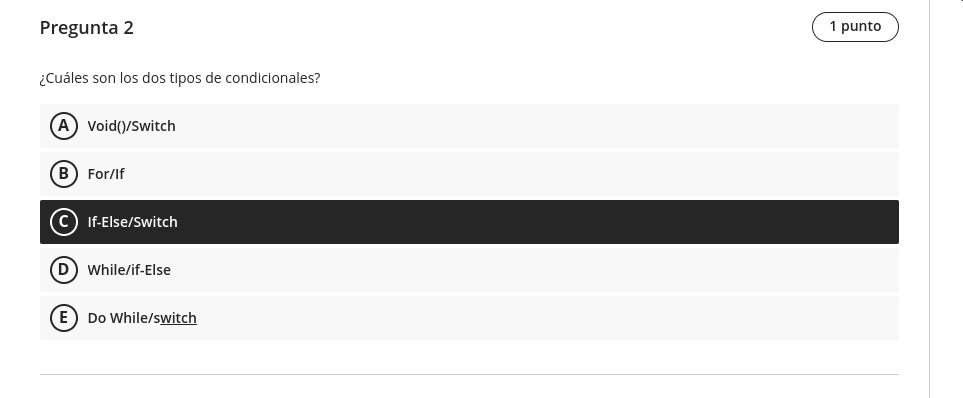 Pregunta 2
1 punto
¿Cuáles son los dos tipos de condicionales?
A Void()/Switch
B For/If
C If-Else/Switch
D While/if-Else
E Do While/switch